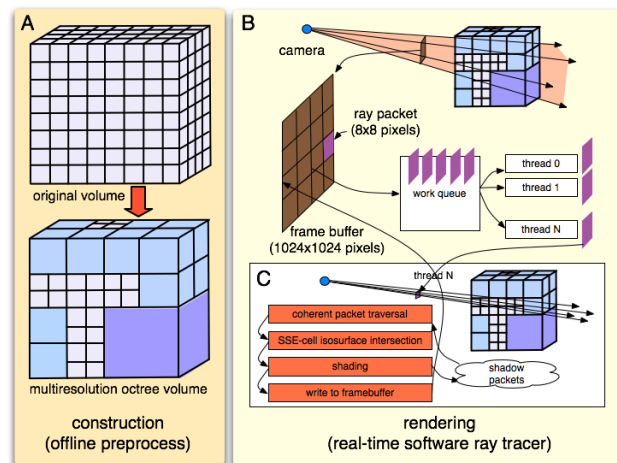 A
original volume
multiresolution octree volume
construction
(offline preprocess)
B
camera
ray packet
(8x8 pixels)
frame buffer
(1024x1024 pixels)
work queue
thread 0
thread 1
thread N
C
thread N
coherent packet traversal
SSE-cell isosurface intersection
shading
write to framebuffer
shadow
packets
rendering
(real-time software ray tracer)